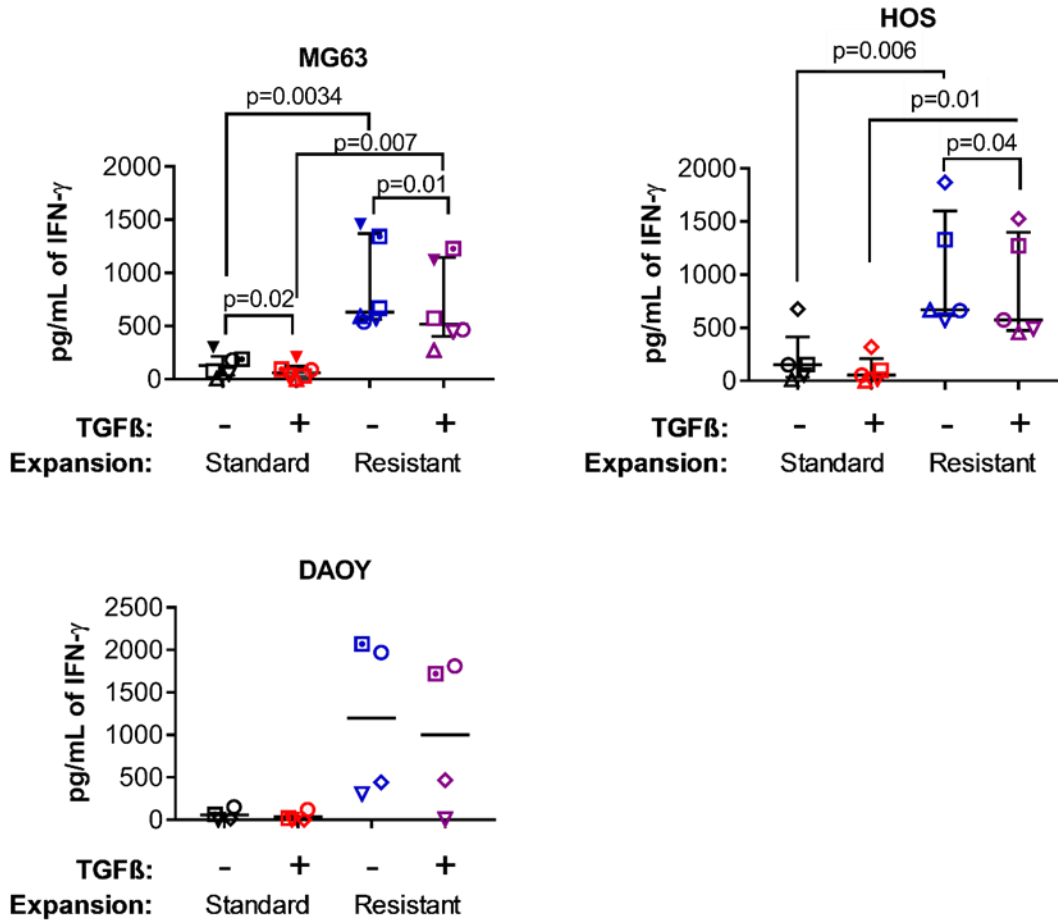 MG63
p=0.0034
p=0.007
p=0.01
p=0.02
pg/mL of IFN-γ
2000
1500
1000
500
0
TGFß: - + - +
Expansion: Standard Resistant
HOS
p=0.006
p=0.01
p=0.04
pg/mL of IFN-γ
2000
1500
1000
500
0
TGFß: - + - +
Expansion: Standard Resistant
DAOY
pg/mL of IFN-γ
2500
2000
1500
1000
500
0
TGFß: - + - +
Expansion: Standard Resistant